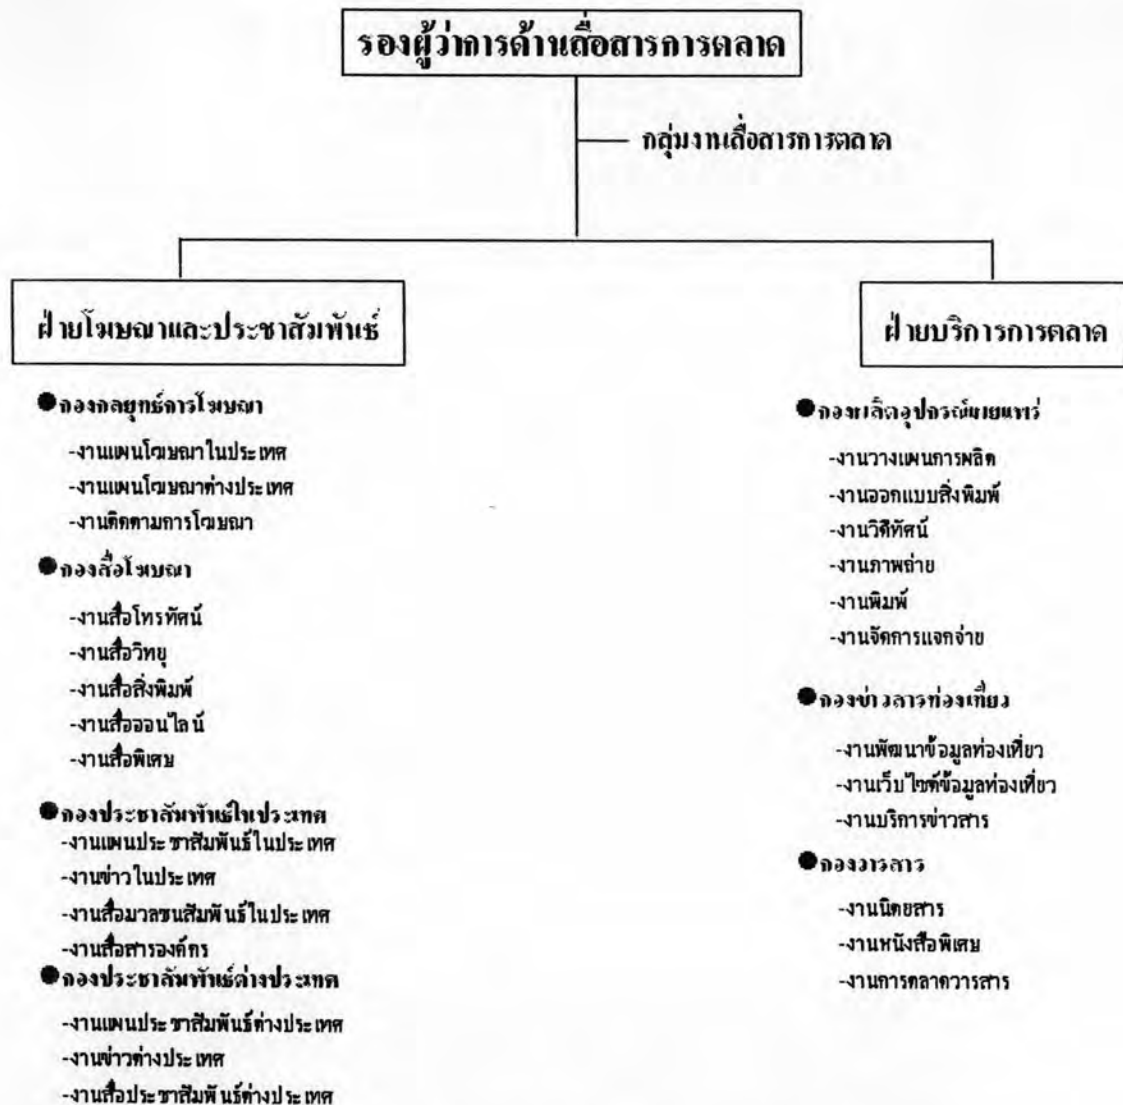 รองผู้ว่าการด้านสื่อสารการตลาด
กลุ่มงานสื่อสารการตลาด
ฝ่ายโฆษณาและประชาสัมพันธ์
●กองกลยุทธ์การโฆษณา
-งานแผนโฆษณาในประเทศ
-งานแผนโฆษณาต่างประเทศ
-งานติดตามการโฆษณา
●กองสื่อโฆษณา
-งานสื่อโทรทัศน์
-งานสื่อวิทยุ
-งานสื่อสิ่งพิมพ์
-งานสื่อออนไลน์
-งานสื่อพิเศษ
●กองประชาสัมพันธ์ในประเทศ
-งานแผนประชาสัมพันธ์ในประเทศ
-งานข่าวในประเทศ
-งานสื่อมวลชนสัมพันธ์ในประเทศ
-งานสื่อสารองค์กร
●กองประชาสัมพันธ์ต่างประเทศ
-งานแผนประชาสัมพันธ์ต่างประเทศ
-งานข่าวต่างประเทศ
-งานสื่อประชาสัมพันธ์ต่างประเทศ
ฝ่ายบริการการตลาด
●กองผลิตอุปกรณ์เผยแพร่
-งานวางแผนการผลิต
-งานออกแบบสิ่งพิมพ์
-งานวิดีทัศน์
-งานภาพถ่าย
-งานพิมพ์
-งานจัดการแจกจ่าย
●กองข่าวสารท่องเที่ยว
-งานพัฒนาข้อมูลท่องเที่ยว
-งานเว็บไซต์ข้อมูลท่องเที่ยว
-งานบริการข่าวสาร
●กองวารสาร
-งานนิตยสาร
-งานหนังสือพิเศษ
-งานการตลาดวารสาร